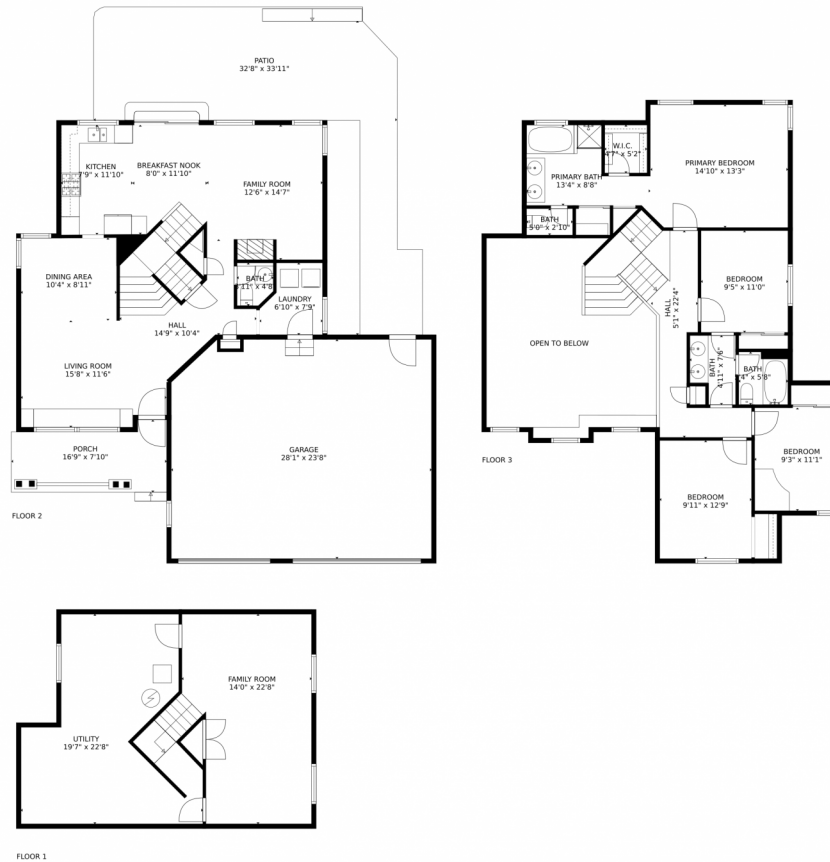 PATIO
32'8" x 33'11"
KITCHEN
7'9" x 11'10"
BREAKFAST NOOK
8'0" x 11'10"
FAMILY ROOM
12'6" x 14'7"
DINING AREA
10'4" x 8'11"
BATH
LAUNDRY
6'10" x 7'9"
HALL
14'9" x 10'4"
LIVING ROOM
15'8" x 11'6"
PORCH
16'9" x 7'10"
GARAGE
28'1" x 23'8"
FLOOR 2
W.I.C.
4'7" x 5'2"
PRIMARY BEDROOM
14'10" x 13'3"
PRIMARY BATH
13'4" x 8'8"
BATH
5'0" x 2'10"
BEDROOM
9'5" x 11'0"
HALL
5'1" x 22'4"
OPEN TO BELOW
BATH
4'11" x 7'6"
BATH
x 5'8"
BEDROOM
9'3" x 11'1"
FLOOR 3
BEDROOM
9'11" x 12'9"
FAMILY ROOM
14'0" x 22'8"
UTILITY
19'7" x 22'8"
FLOOR 1